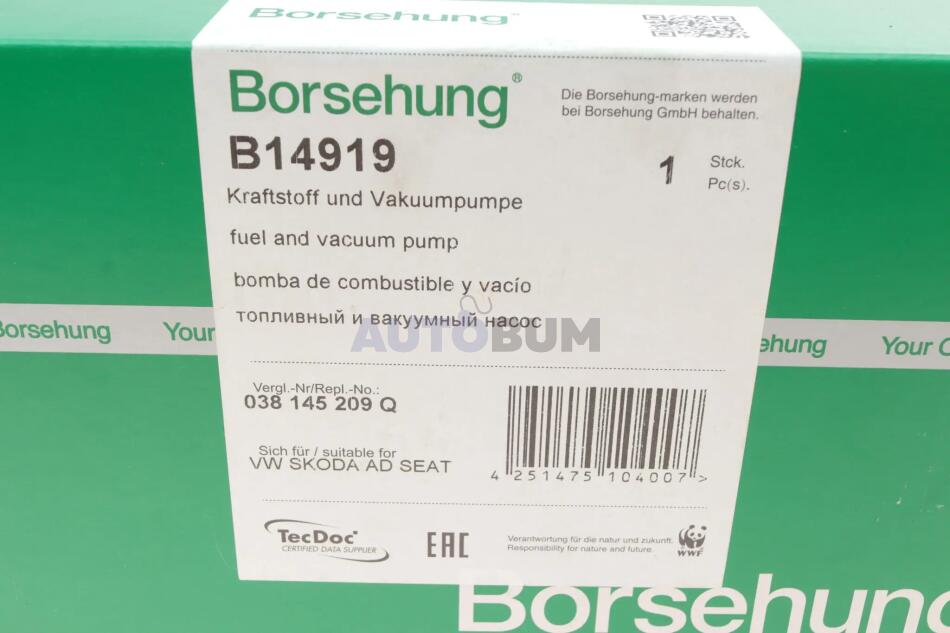 Borsehung
Borsehung®
Die Borsehung-marken werden
bei Borsehung GmbH behalten.
B14919
1 Stck.
Pc(s).
Kraftstoff und Vakuumpumpe
fuel and vacuum pump
bomba de combustible y vacío
топливный и вакуумный насос
AUTOBUM
Borsehung Your
ehung Your C
Vergl.-Nr/Repl.-No.:
038 145 209 Q
Sich für / suitable for
VW SKODA AD SEAT
4 251475 104007 >
TecDoc
CERTIFIED DATA SUPPLIER
EAC
Verantwortung für die natur und zukunft.
Responsibility for nature and future.
WWF
Borsehung